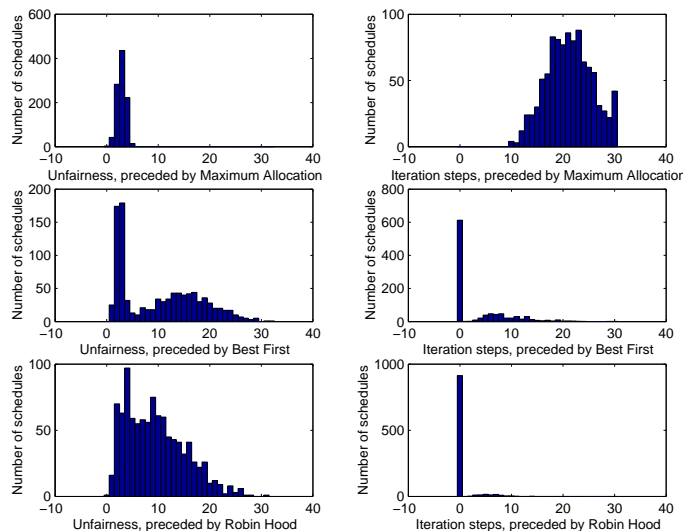 600
400
200
0
−10 0 10 20 30 40
Number of schedules
Unfairness, preceded by Maximum Allocation
100
50
0
−10 0 10 20 30 40
Number of schedules
Iteration steps, preceded by Maximum Allocation
200
150
100
50
0
−10 0 10 20 30 40
Number of schedules
Unfairness, preceded by Best First
800
600
400
200
0
−10 0 10 20 30 40
Number of schedules
Iteration steps, preceded by Best First
100
50
0
−10 0 10 20 30 40
Number of schedules
Unfairness, preceded by Robin Hood
1000
500
0
−10 0 10 20 30 40
Number of schedules
Iteration steps, preceded by Robin Hood